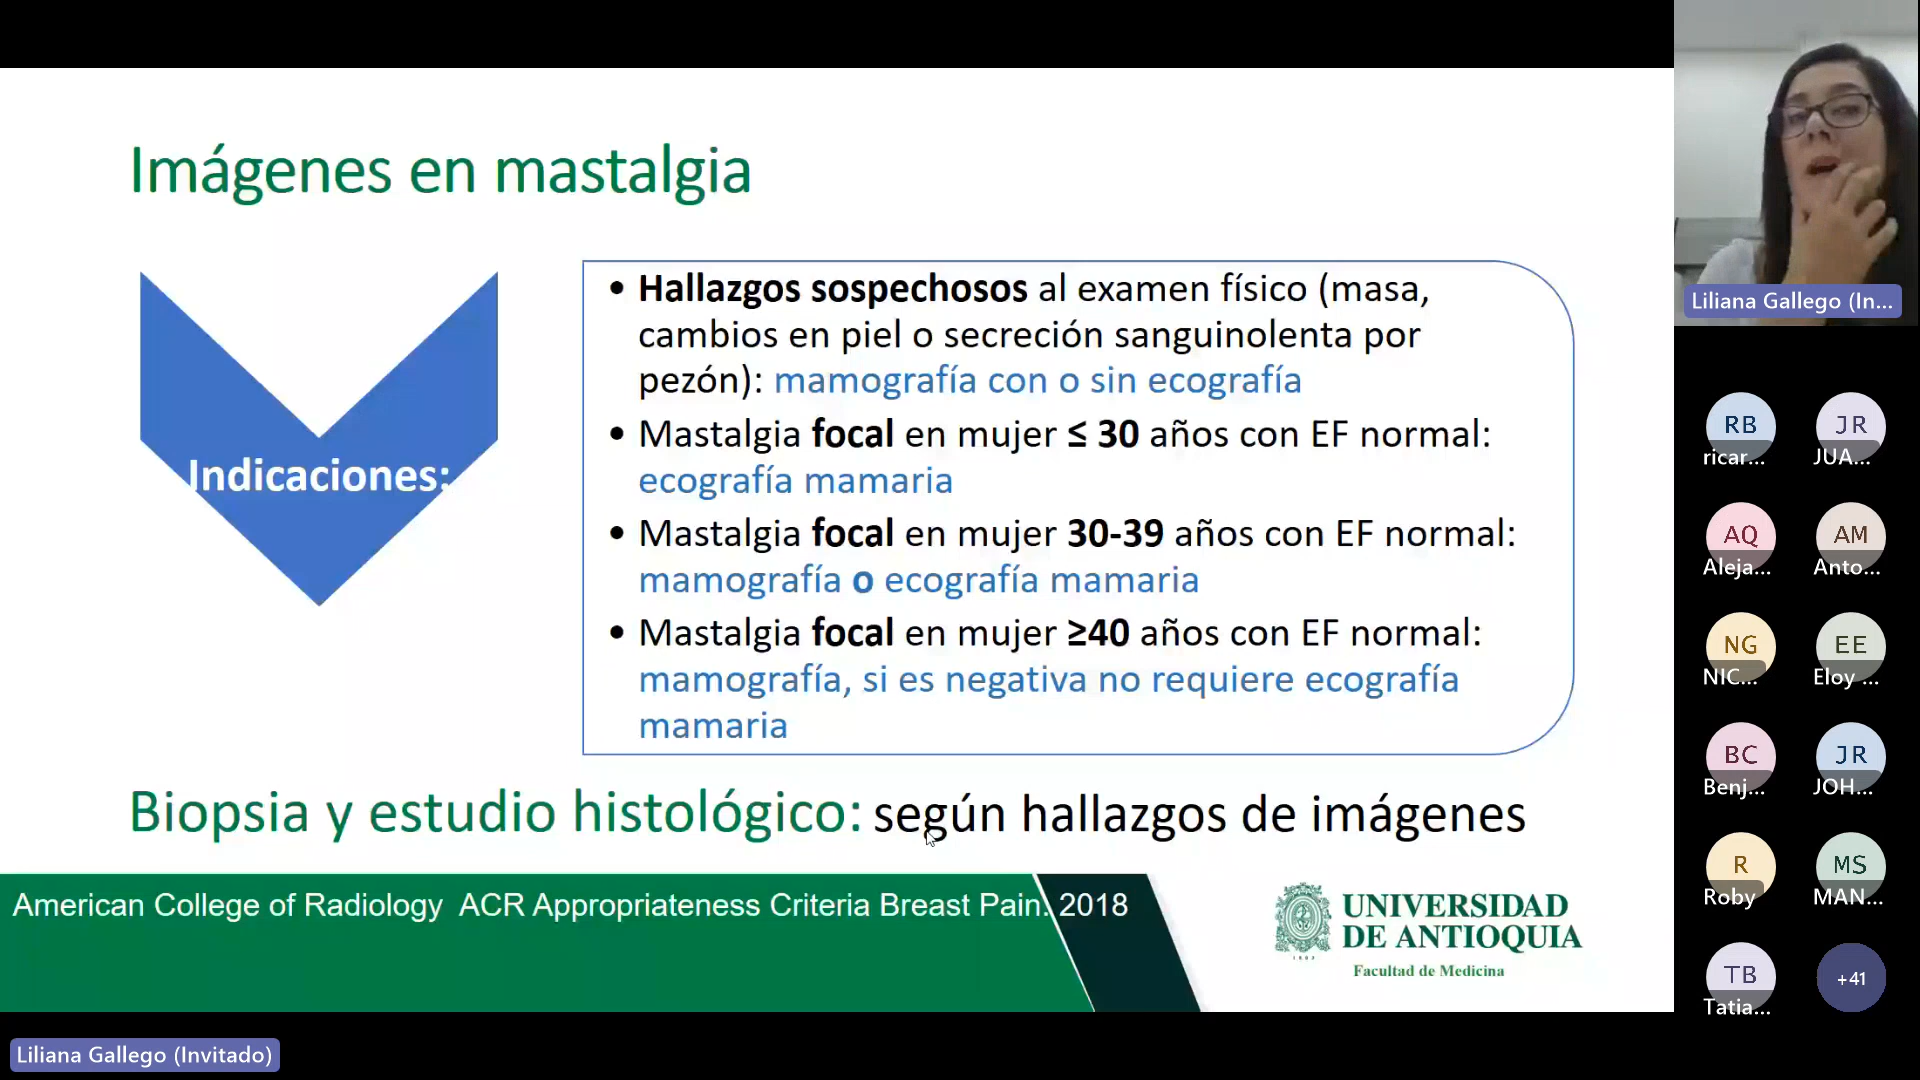 Imágenes en mastalgia
Indicaciones:
• Hallazgos sospechosos al examen físico (masa,
cambios en piel o secreción sanguinolenta por
pezón): mamografía con o sin ecografía
• Mastalgia focal en mujer ≤ 30 años con EF normal:
ecografía mamaria
• Mastalgia focal en mujer 30-39 años con EF normal:
mamografía o ecografía mamaria
• Mastalgia focal en mujer ≥40 años con EF normal:
mamografía, si es negativa no requiere ecografía
mamaria
Biopsia y estudio histológico: según hallazgos de imágenes
American College of Radiology ACR Appropriateness Criteria Breast Pain. 2018
UNIVERSIDAD
DE ANTIOQUIA
Facultad de Medicina
Liliana Gallego (Invitado)
Liliana Gallego (In...
RB
ricar...
JR
JUA...
AQ
Aleja...
AM
Anto...
NG
NIC...
EE
Eloy ...
BC
Benj...
JR
JOH...
R
Roby
MS
MAN...
TB
Tatia...
+41